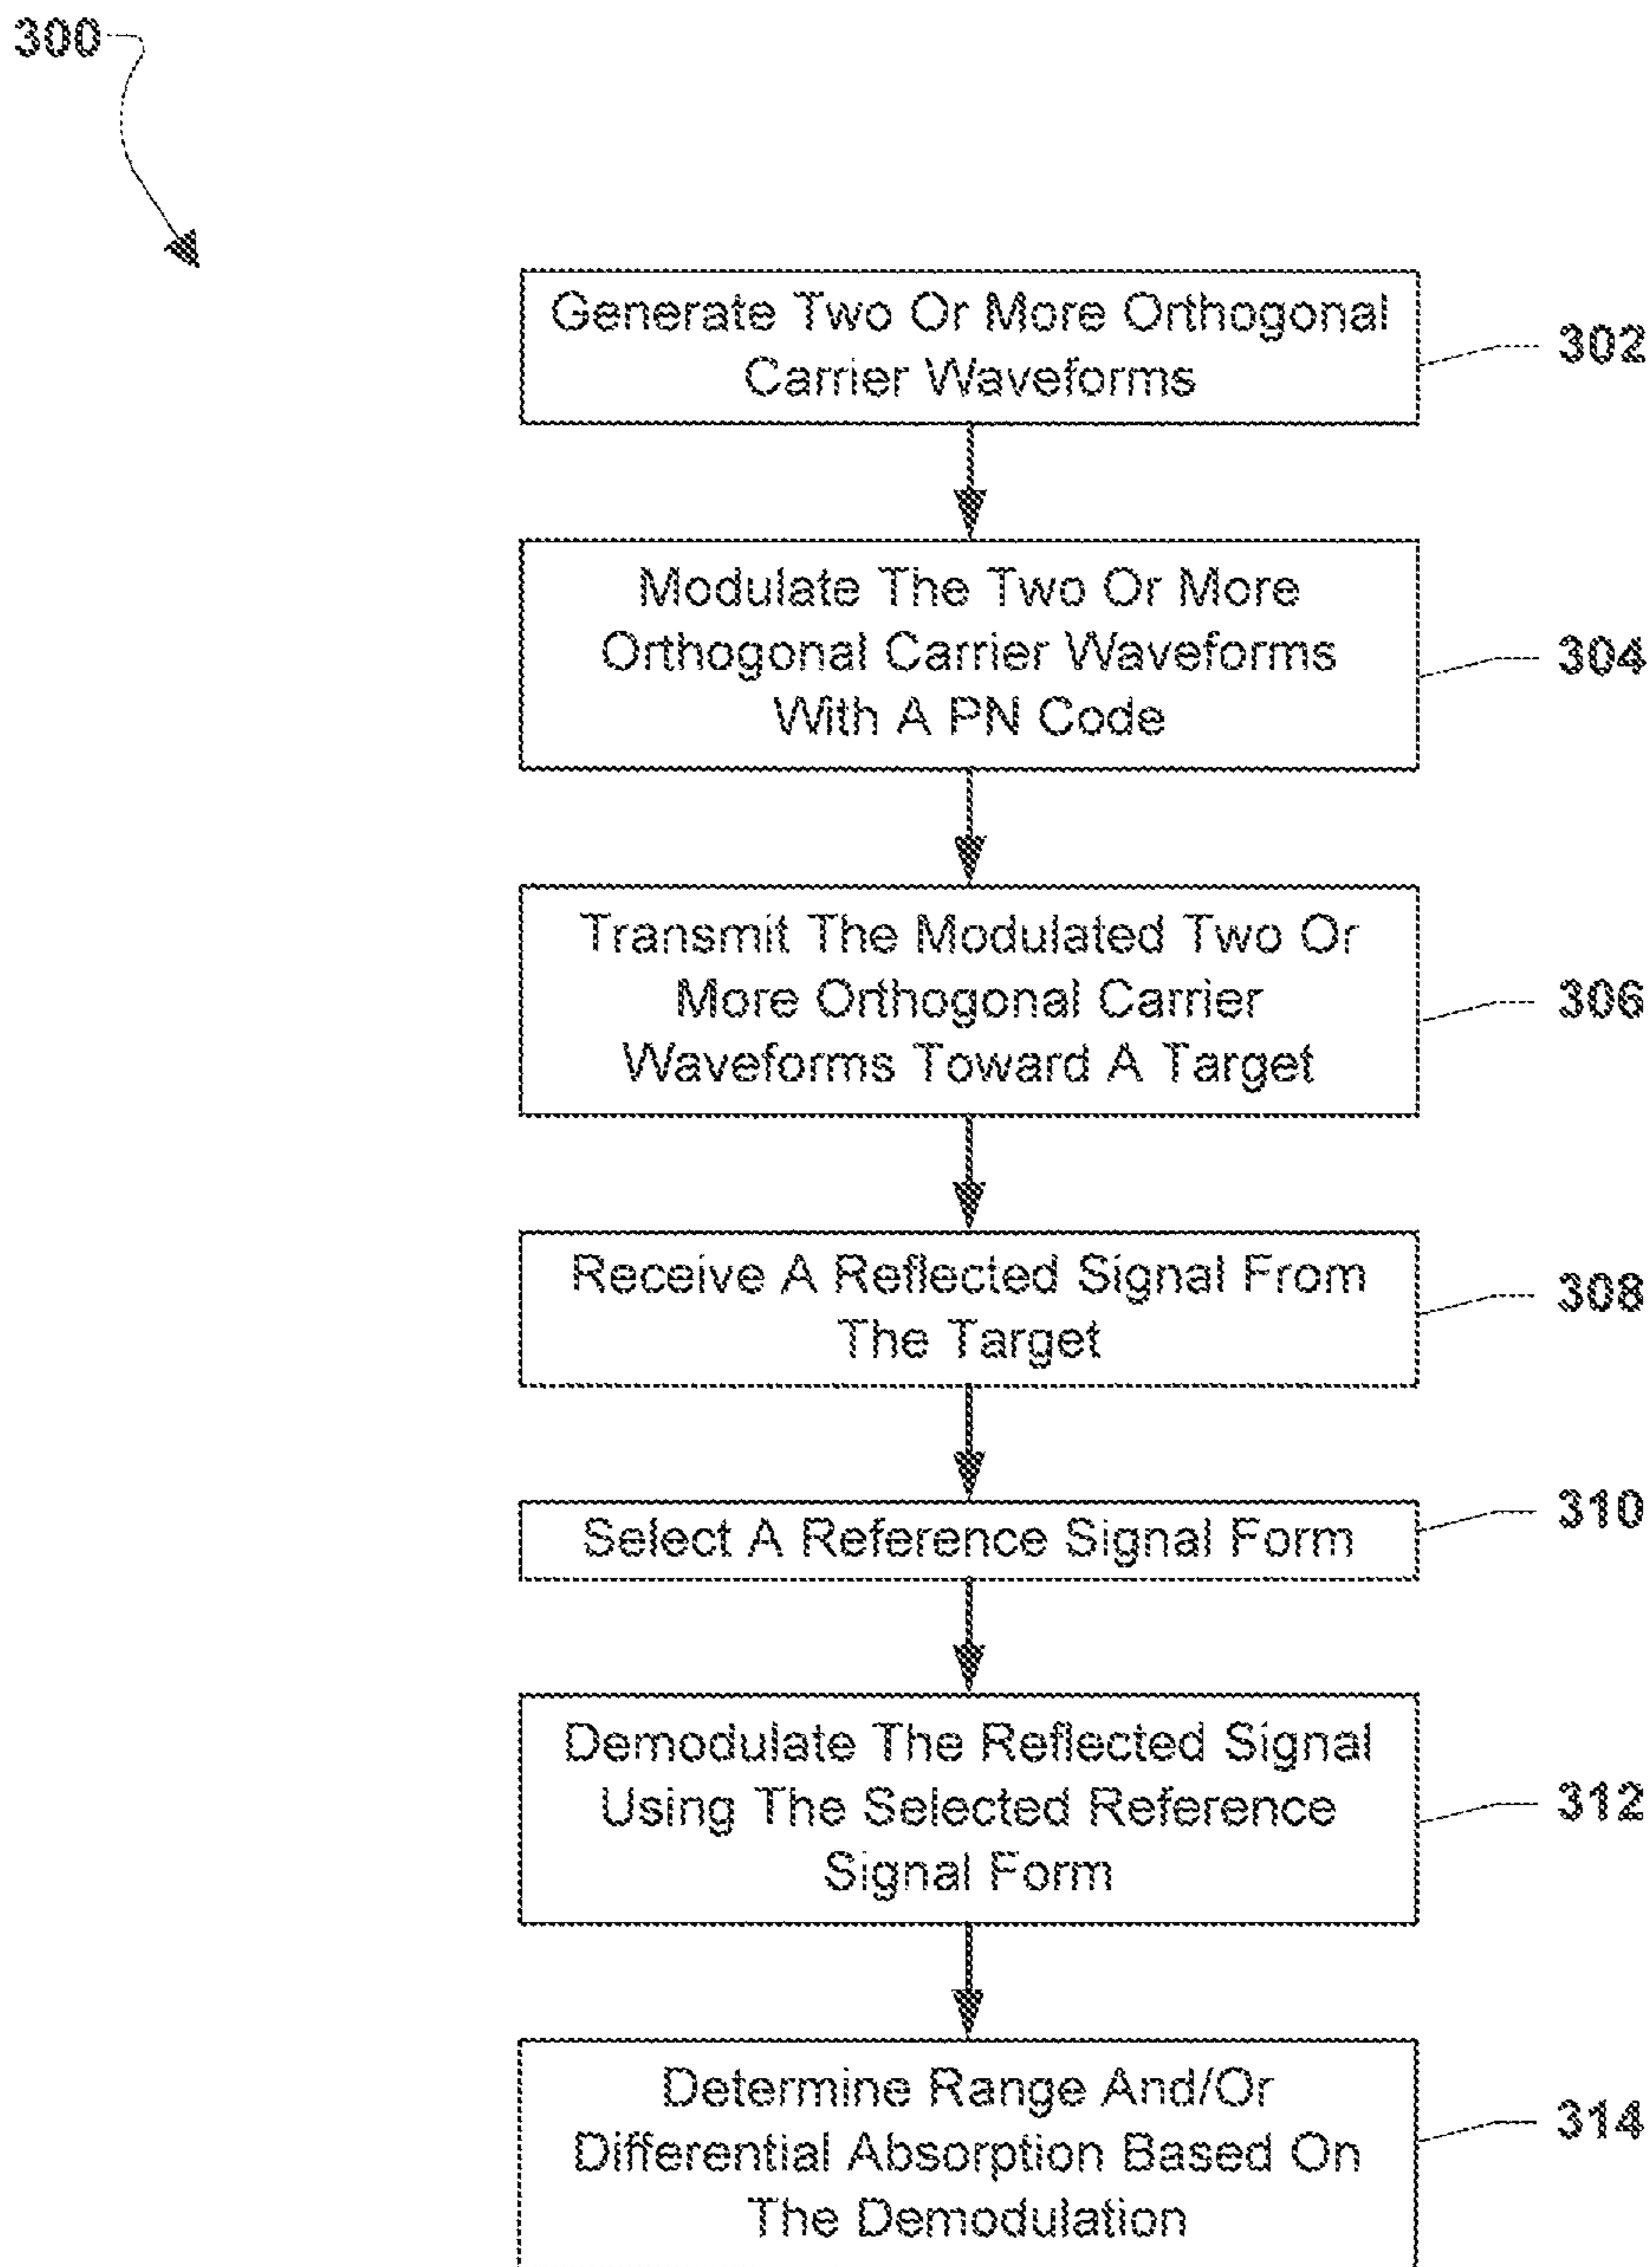 300
Generate Two Or More Orthogonal
Carrier Waveforms
302
Modulate The Two Or More
Orthogonal Carrier Waveforms
With A PN Code
304
Transmit The Modulated Two Or
More Orthogonal Carrier
Waveforms Toward A Target
306
Receive A Reflected Signal From
The Target
308
Select A Reference Signal Form
310
Demodulate The Reflected Signal
Using The Selected Reference
Signal Form
312
Determine Range And/Or
Differential Absorption Based On
The Demodulation
314